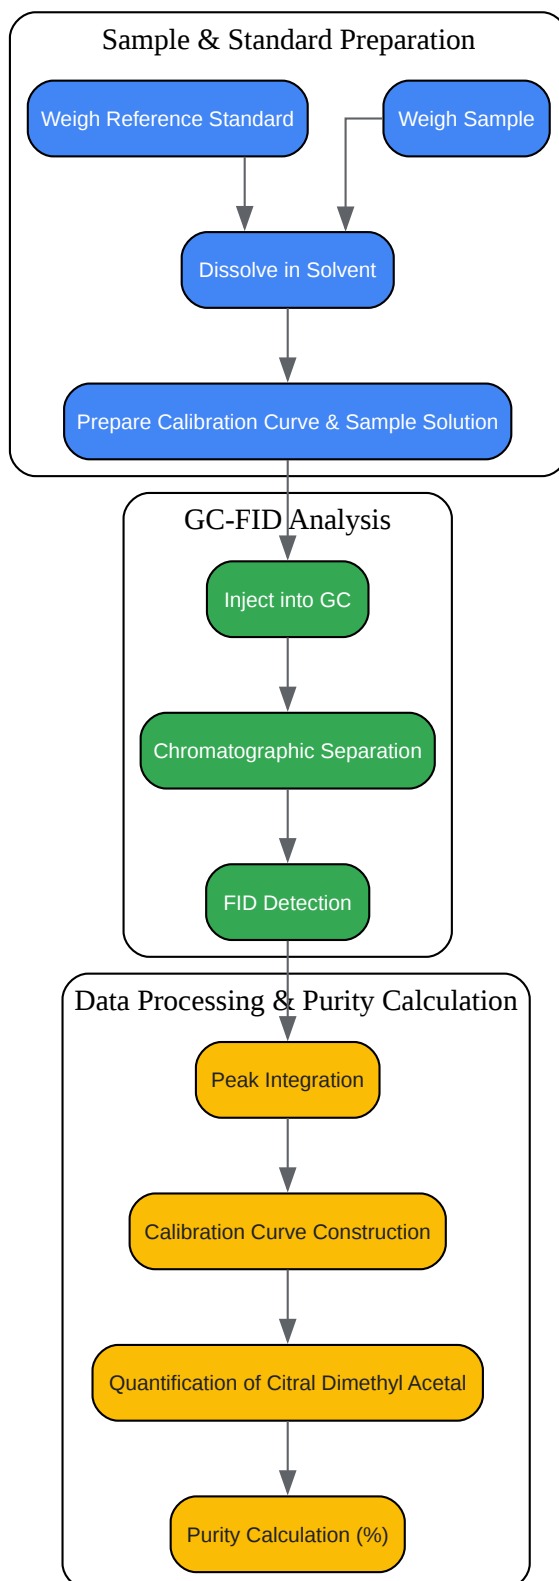 Sample & Standard Preparation
Weigh Reference Standard
Weigh Sample
Dissolve in Solvent
Prepare Calibration Curve & Sample Solution
GC-FID Analysis
Inject into GC
Chromatographic Separation
FID Detection
Data Processing & Purity Calculation
Peak Integration
Calibration Curve Construction
Quantification of Citral Dimethyl Acetal
Purity Calculation (%)